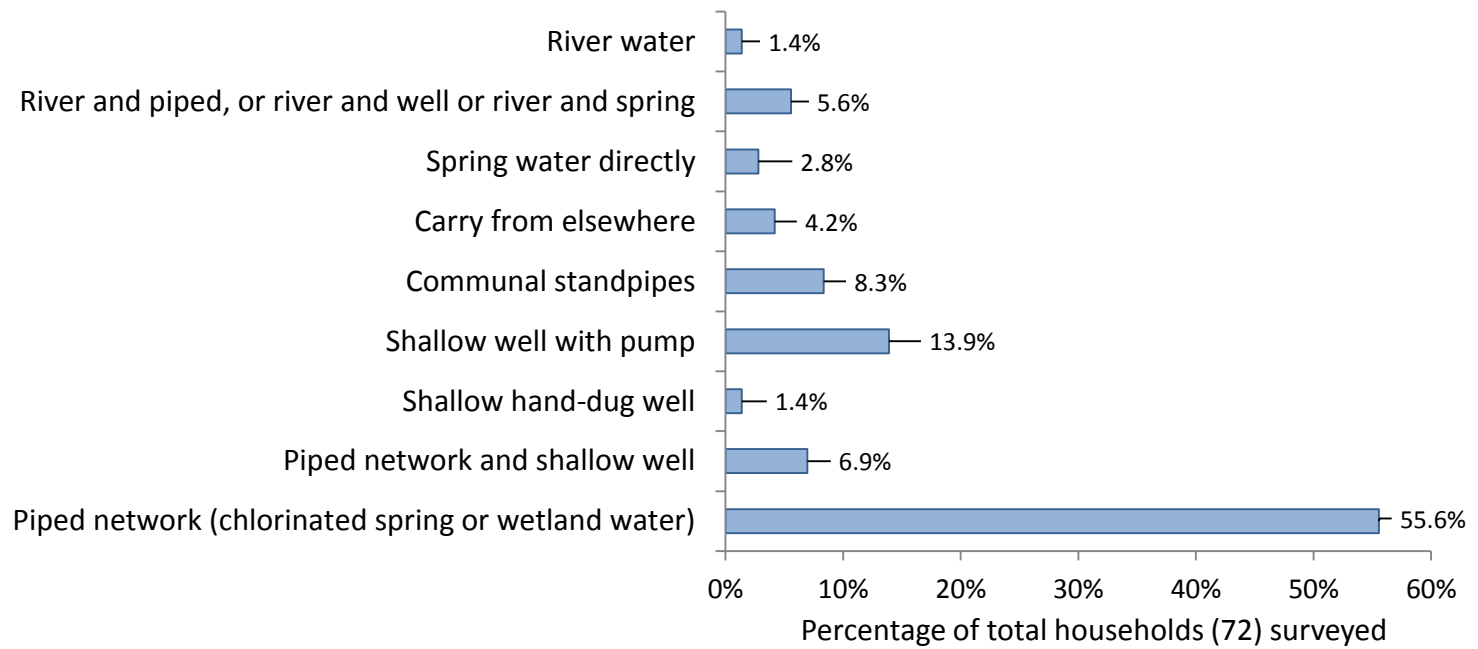 River water 1.4%
River and piped, or river and well or river and spring 5.6%
Spring water directly 2.8%
Carry from elsewhere 4.2%
Communal standpipes 8.3%
Shallow well with pump 13.9%
Shallow hand-dug well 1.4%
Piped network and shallow well 6.9%
Piped network (chlorinated spring or wetland water) 55.6%
0% 10% 20% 30% 40% 50% 60%
Percentage of total households (72) surveyed